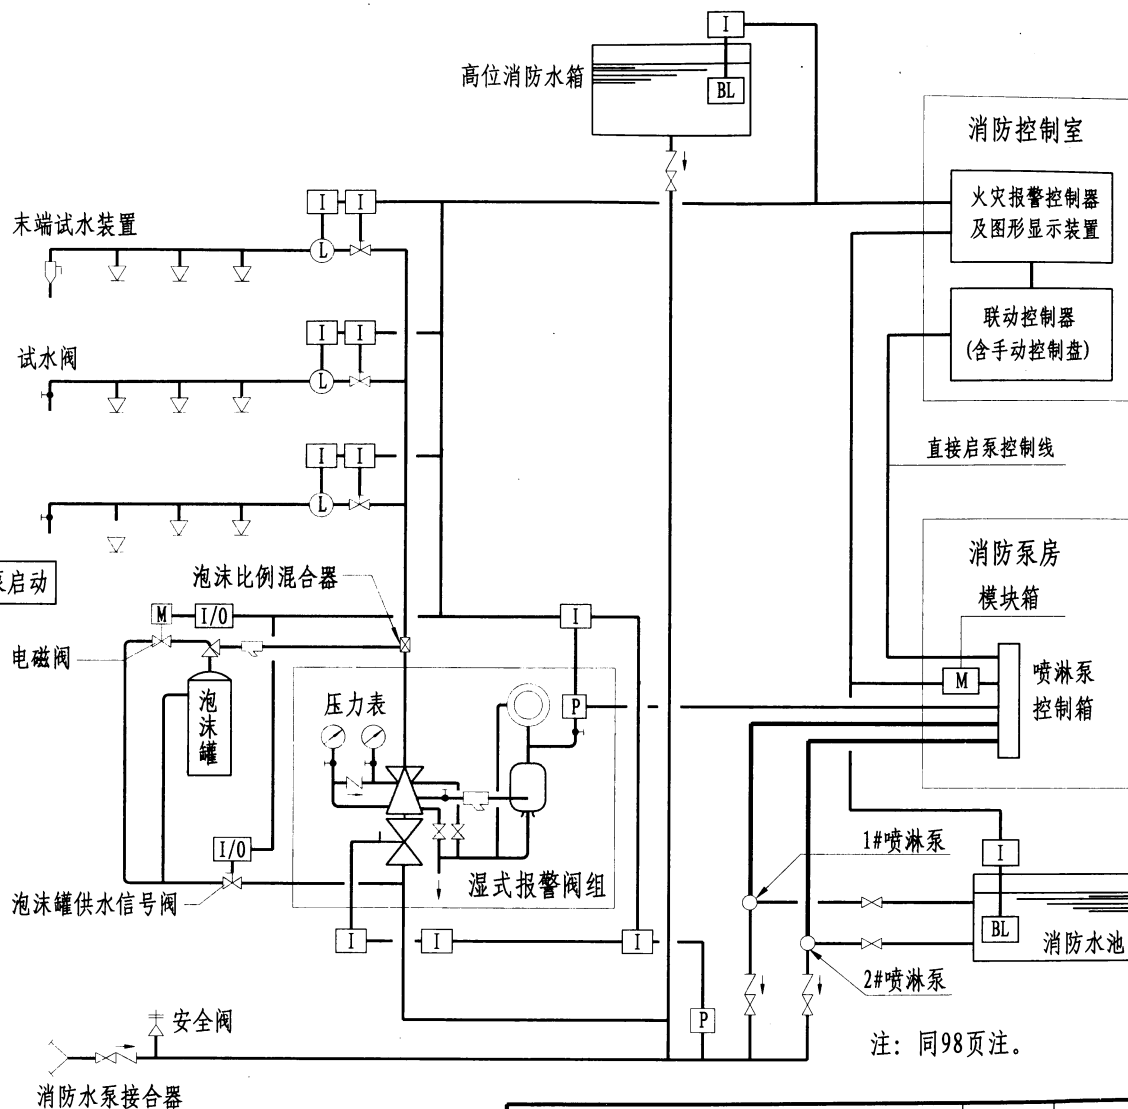 I
高位消防水箱
BL
消防控制室
I I
火灾报警控制器
及图形显示装置
末端试水装置
L
联动控制器
(含手动控制盘)
I I
试水阀
L
直接启泵控制线
I I
L
消防泵房
泵启动
泡沫比例混合器
模块箱
M I/O I
电磁阀
M
喷淋泵
控制箱
泡
沫
罐
压力表
P
1#喷淋泵
I/O
I
湿式报警阀组
泡沫罐供水信号阀
BL
消防水池
I I I
2#喷淋泵
安全阀
P
注：同98页注。
消防水泵接合器